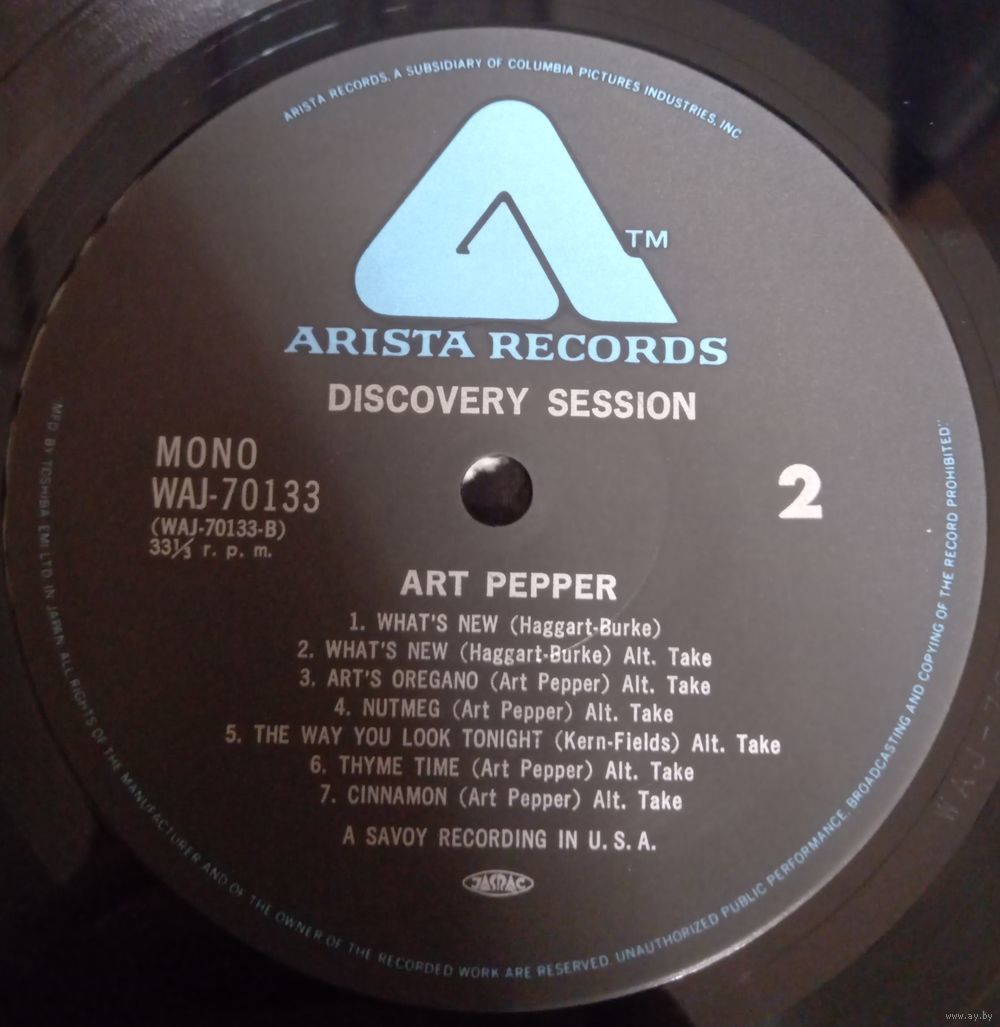 ARISTA RECORDS, A SUBSIDIARY OF COLUMBIA PICTURES INDUSTRIES, INC
TM
ARISTA RECORDS
DISCOVERY SESSION
MONO
WAJ-70133
(WAJ-70133-B)
33⅓ r. p. m.
2
ART PEPPER
1. WHAT'S NEW (Haggart-Burke)
2. WHAT'S NEW (Haggart-Burke) Alt. Take
3. ART'S OREGANO (Art Pepper) Alt. Take
4. NUTMEG (Art Pepper) Alt. Take
5. THE WAY YOU LOOK TONIGHT (Kern-Fields) Alt. Take
6. THYME TIME (Art Pepper) Alt. Take
7. CINNAMON (Art Pepper) Alt. Take
A SAVOY RECORDING IN U. S. A.
JASRAC
"MFD BY TOSHIBA EMI LTD IN JAPAN. ALL RIGHTS OF THE MANUFACTURER AND OF THE OWNER OF THE RECORDED WORK ARE RESERVED. UNAUTHORIZED PUBLIC PERFORMANCE, BROADCASTING AND COPYING OF THE RECORD PROHIBITED"
WAJ-7
www.ay.by